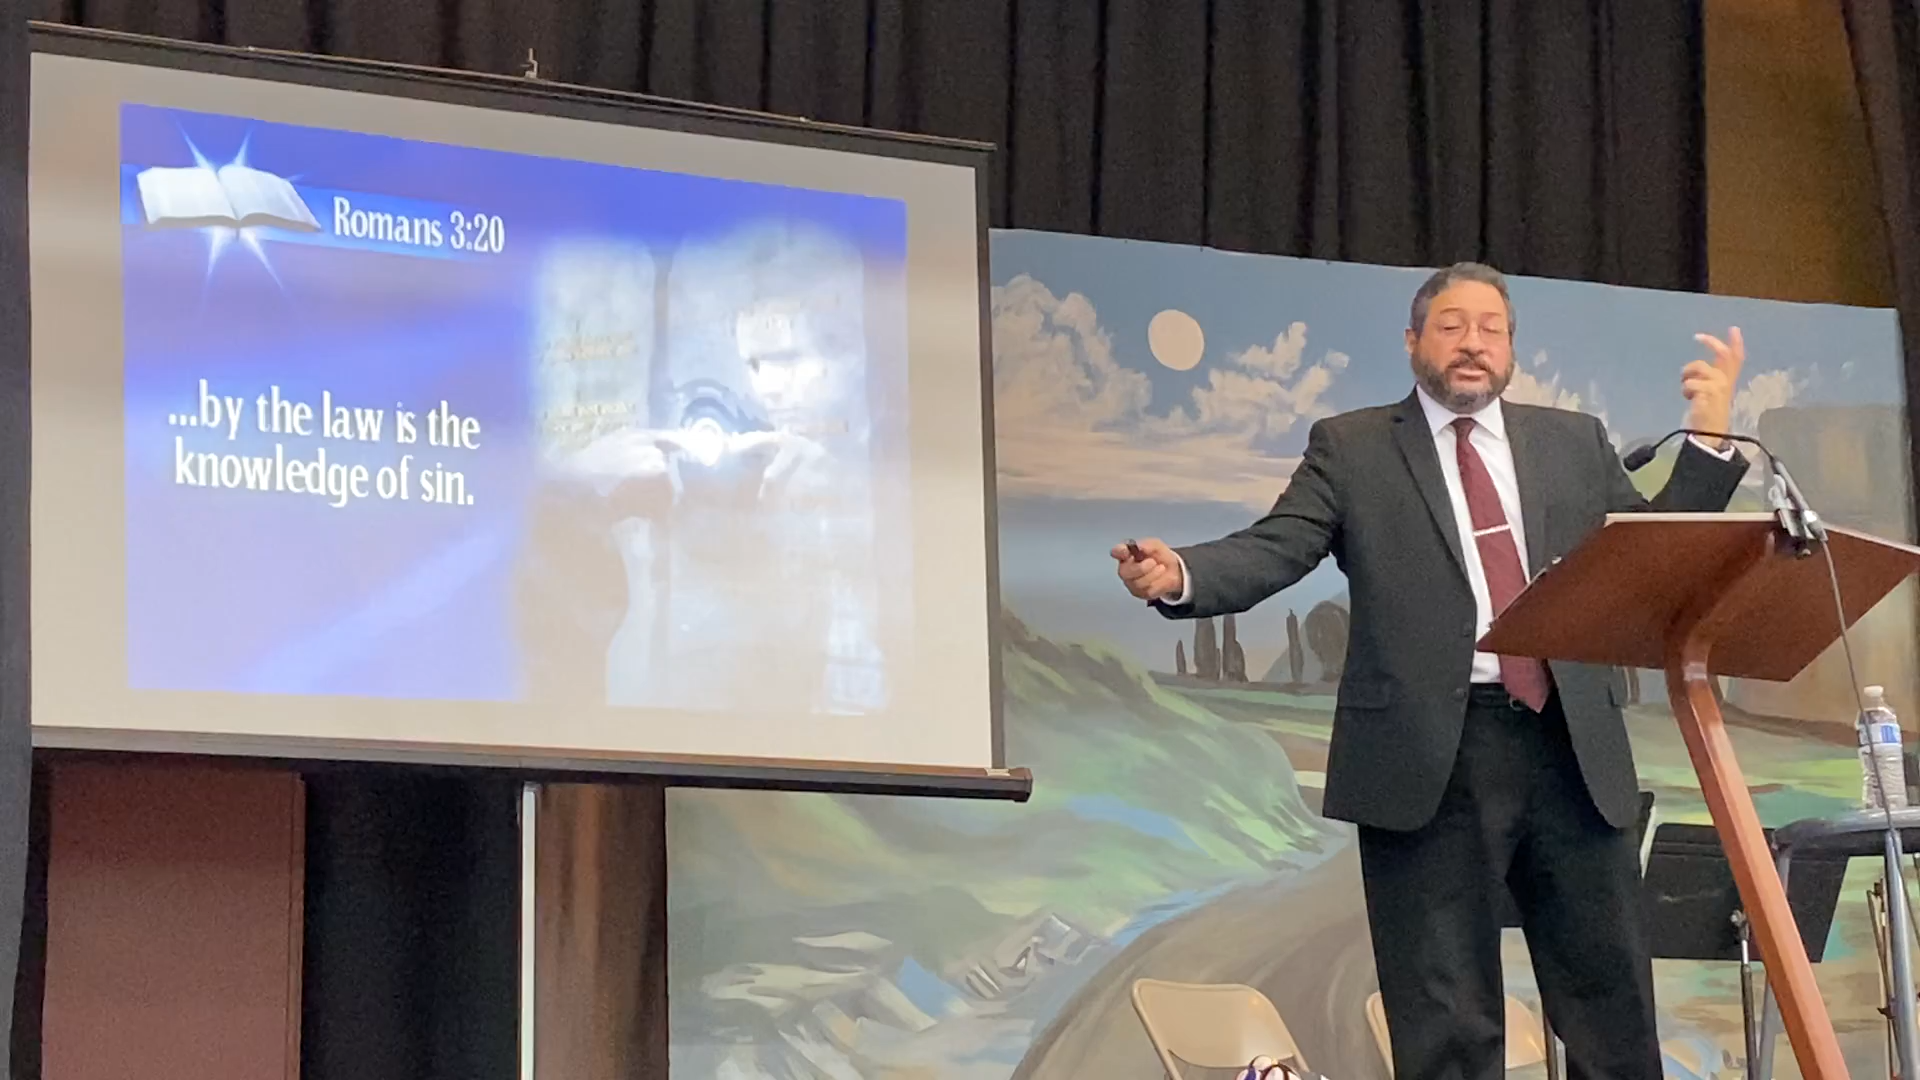 Romans 3:20
...by the law is the
knowledge of sin.